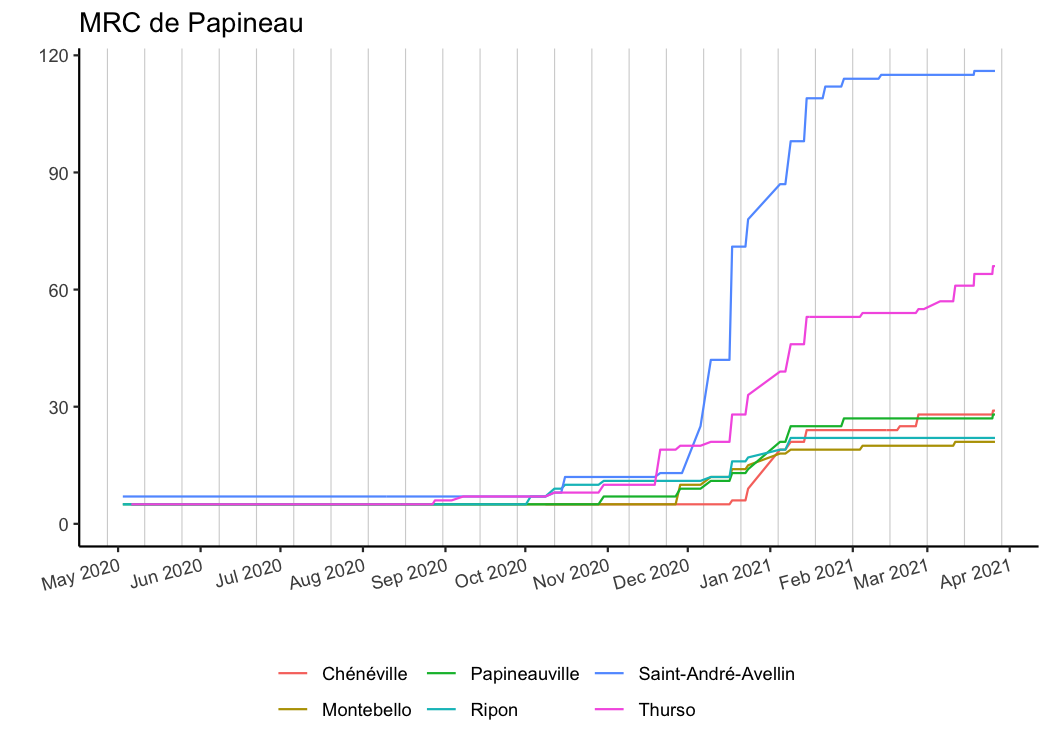 MRC de Papineau
120
90
60
30
0
May 2020 Jun 2020 Jul 2020 Aug 2020 Sep 2020 Oct 2020 Nov 2020 Dec 2020 Jan 2021 Feb 2021 Mar 2021 Apr 2021
Chénéville Papineauville Saint-André-Avellin
Montebello Ripon Thurso